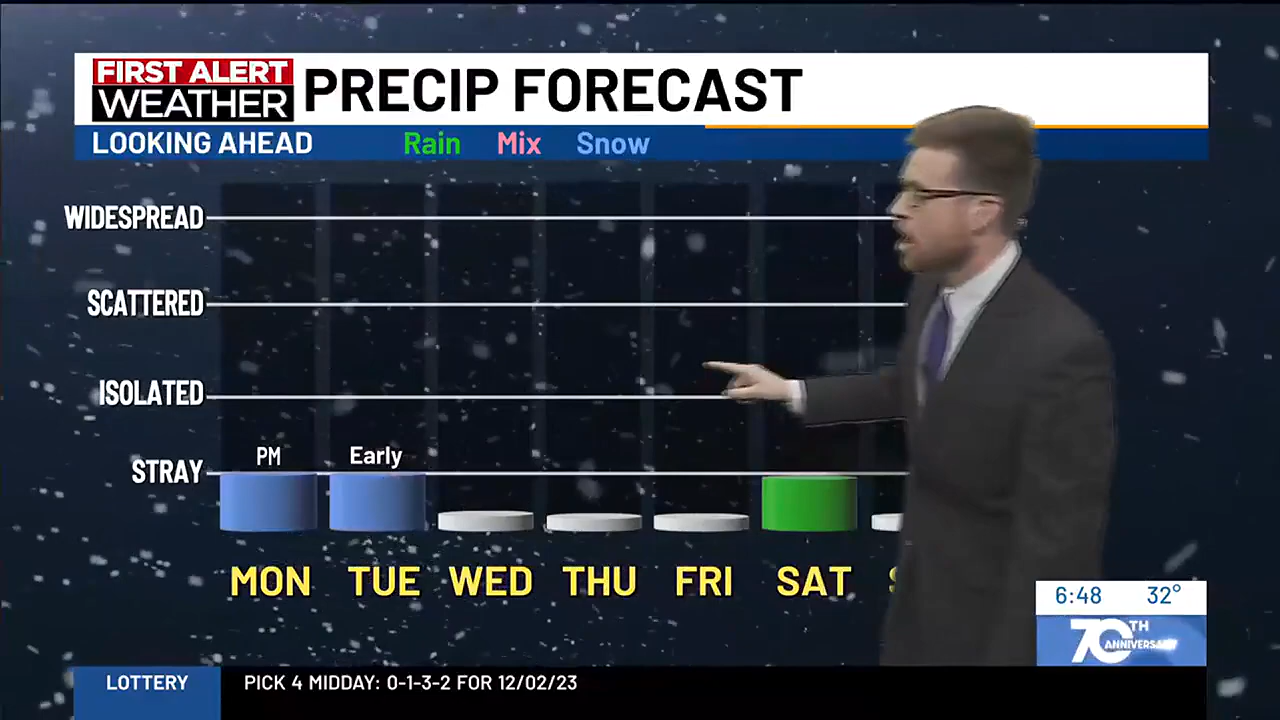 FIRST ALERT
WEATHER
PRECIP FORECAST
LOOKING AHEAD
Rain
Mix
Snow
WIDESPREAD
SCATTERED
ISOLATED
STRAY
PM
Early
MON
TUE
WED
THU
FRI
SAT
6:48
32°
70TH
ANNIVERSARY
LOTTERY
PICK 4 MIDDAY: 0-1-3-2 FOR 12/02/23